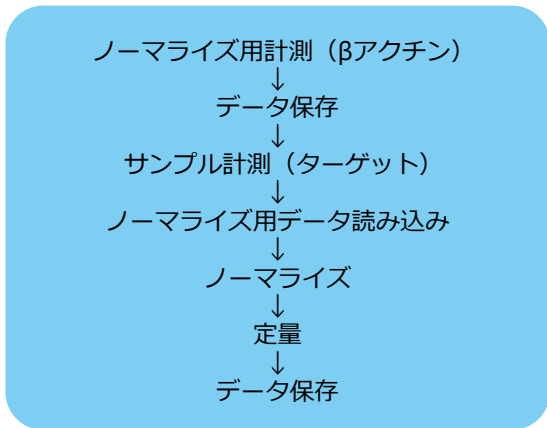 ノーマライズ用計測（βアクチン）
↓
データ保存
↓
サンプル計測（ターゲット）
↓
ノーマライズ用データ読み込み
↓
ノーマライズ
↓
定量
↓
データ保存